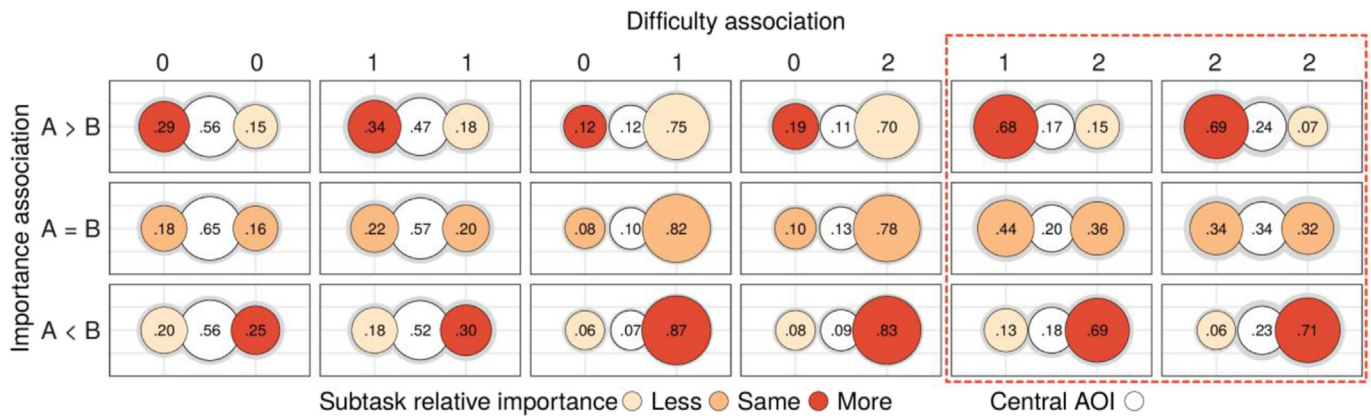 Difficulty association
0 0 1 1 0 1 0 2 1 2 2 2
Importance association
A > B .29 .56 .15 .34 .47 .18 .12 .12 .75 .19 .11 .70 .68 .17 .15 .69 .24 .07
A = B .18 .65 .16 .22 .57 .20 .08 .10 .82 .10 .13 .78 .44 .20 .36 .34 .34 .32
A < B .20 .56 .25 .18 .52 .30 .06 .07 .87 .08 .09 .83 .13 .18 .69 .06 .23 .71
Subtask relative importance Less Same More Central AOI